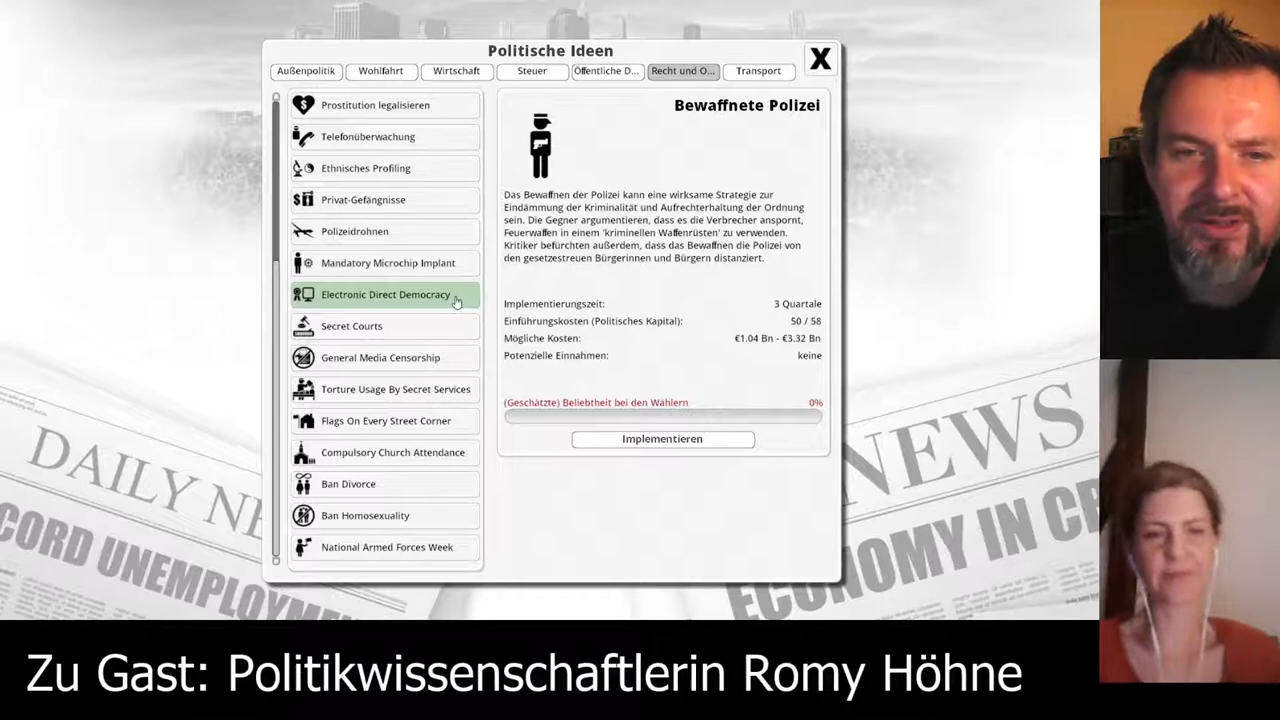 Politische Ideen
X
Außenpolitik
Wohlfahrt
Wirtschaft
Steuer
Öffentliche D...
Recht und O...
Transport
Prostitution legalisieren
Telefonüberwachung
Ethnisches Profiling
Privat-Gefängnisse
Polizeidrohnen
Mandatory Microchip Implant
Electronic Direct Democracy
Secret Courts
General Media Censorship
Torture Usage By Secret Services
Flags On Every Street Corner
Compulsory Church Attendance
Ban Divorce
Ban Homosexuality
National Armed Forces Week
Bewaffnete Polizei
Das Bewaffnen der Polizei kann eine wirksame Strategie zur
Eindämmung der Kriminalität und Aufrechterhaltung der Ordnung
sein. Die Gegner argumentieren, dass es die Verbrecher anspornt,
Feuerwaffen in einem 'kriminellen Waffenrüsten' zu verwenden.
Kritiker befürchten außerdem, dass das Bewaffnen die Polizei von
den gesetzestreuen Bürgerinnen und Bürgern distanziert.
Implementierungszeit: 3 Quartale
Einführungskosten (Politisches Kapital): 50 / 58
Mögliche Kosten: €1.04 Bn - €3.32 Bn
Potenzielle Einnahmen: keine
(Geschätzte) Beliebtheit bei den Wählern 0%
Implementieren
DAILY NE
CORD UNEMPLOYME
NEWS
ECONOMY IN CR
Zu Gast: Politikwissenschaftlerin Romy Höhne